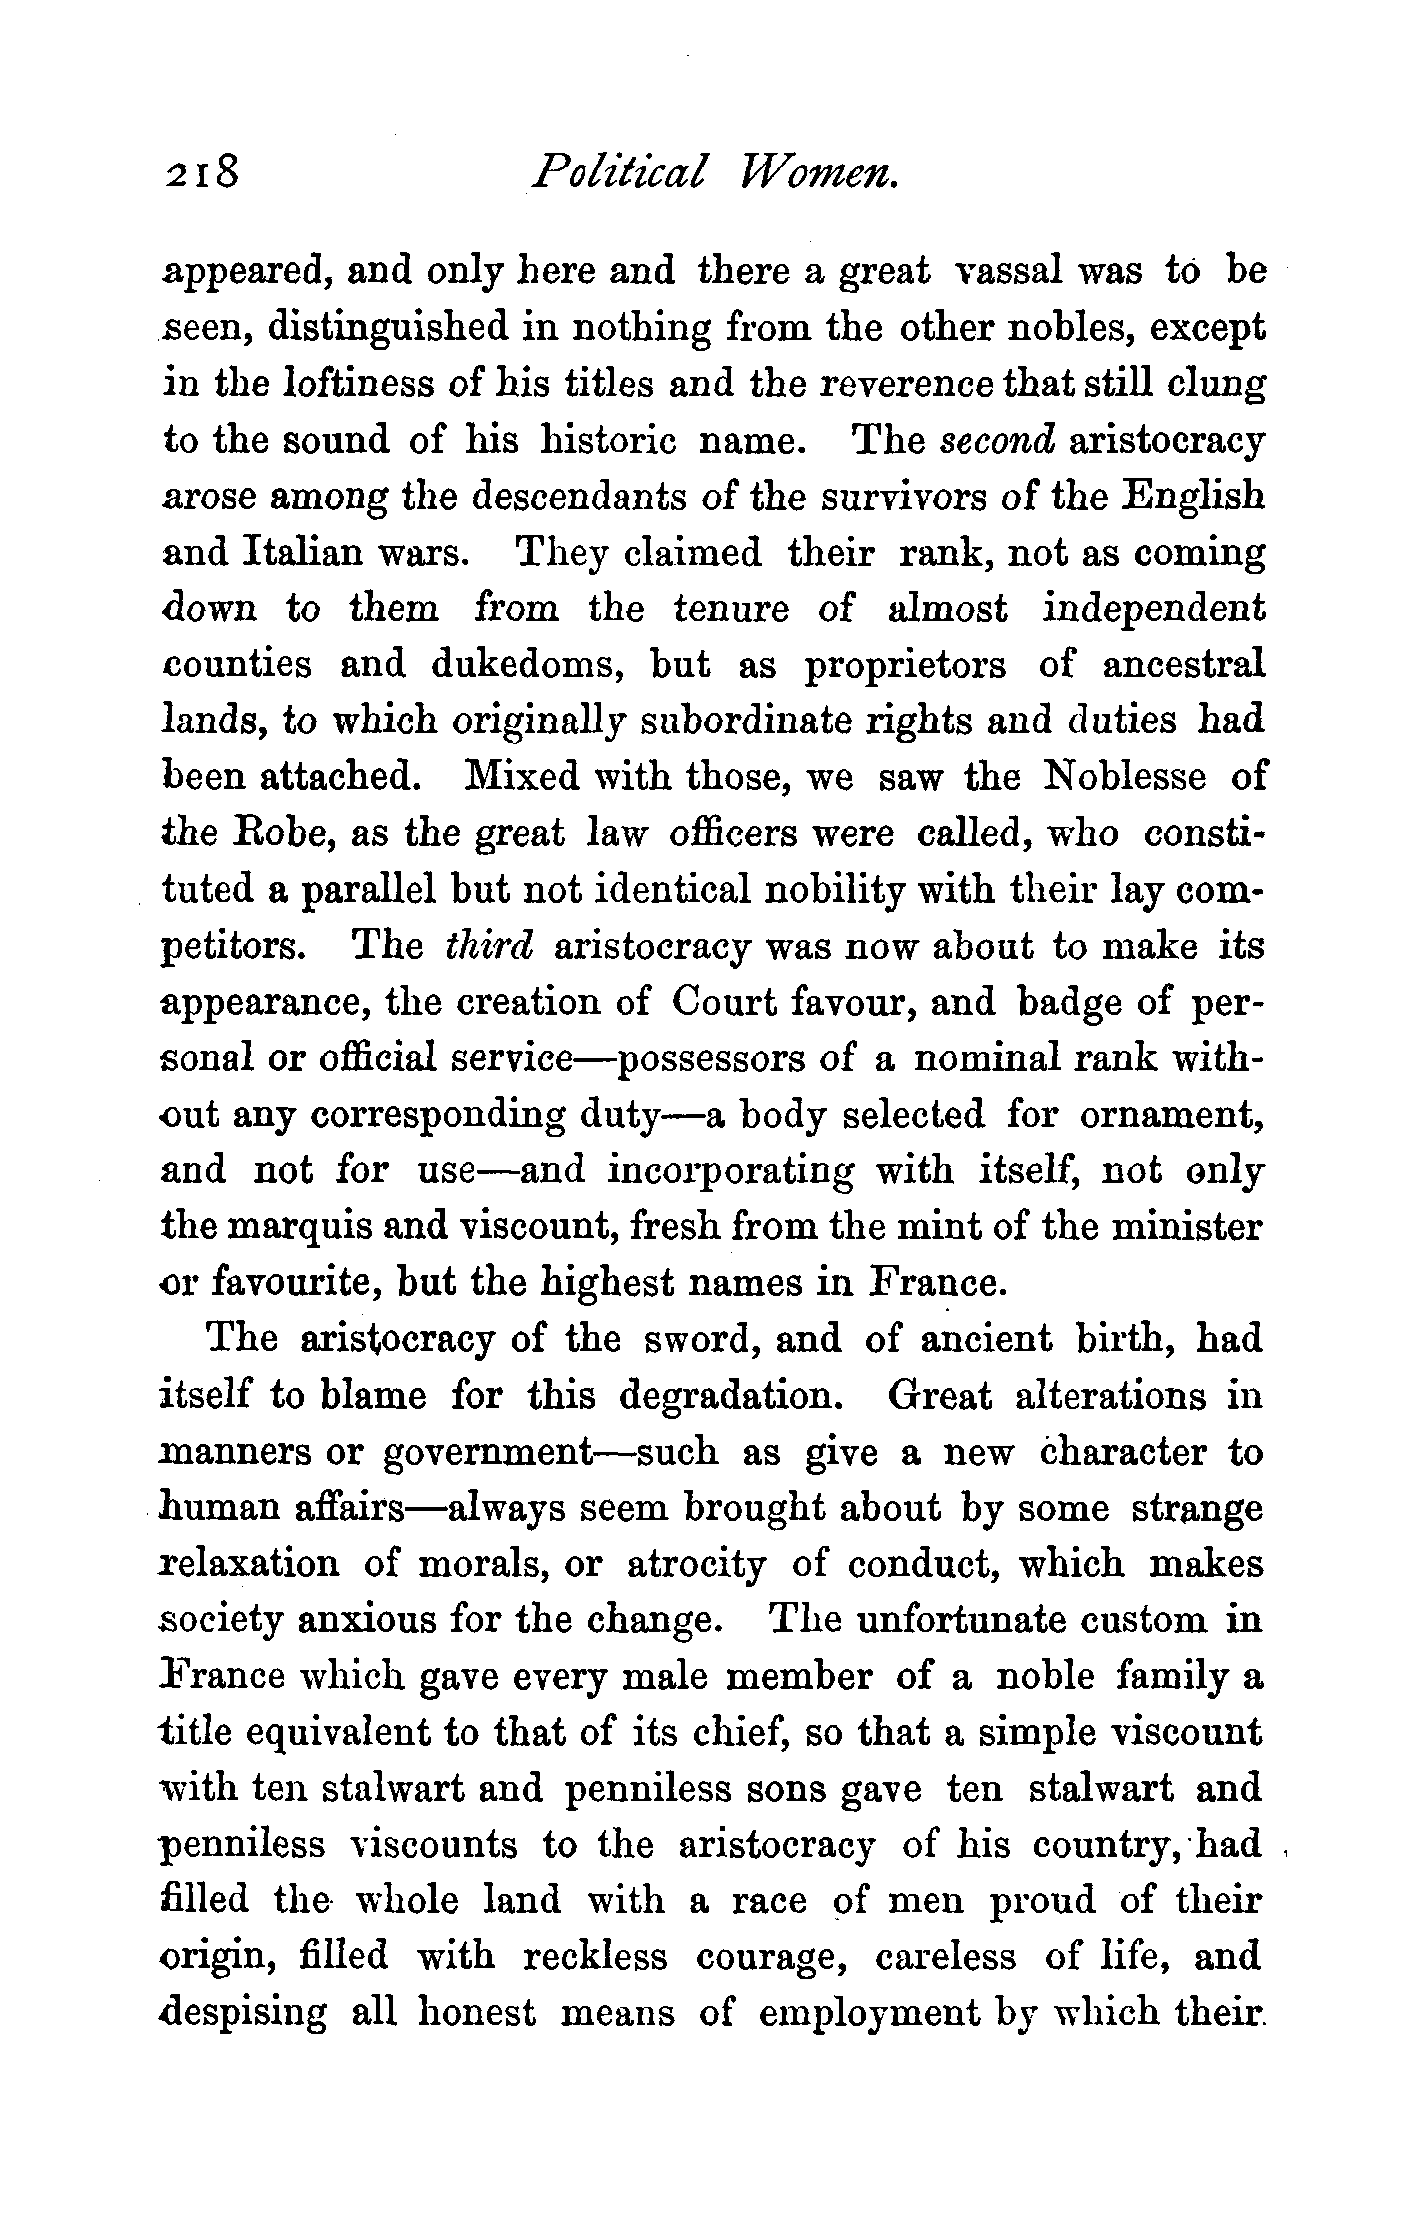 218 Political Women.
appeared, and only here and there a great vassal was to be
seen, distinguished in nothing from the other nobles, except
in the loftiness of his titles and the reverence that still clung
to the sound of his historic name. The second aristocracy
arose among the descendants of the survivors of the English
and Italian wars. They claimed their rank, not as coming
down to them from the tenure of almost independent
counties and dukedoms, but as proprietors of ancestral
lands, to which originally subordinate rights and duties had
been attached. Mixed with those, we saw the Noblesse of
the Robe, as the great law officers were called, who consti-
tuted a parallel but not identical nobility with their lay com-
petitors. The third aristocracy was now about to make its
appearance, the creation of Court favour, and badge of per-
sonal or official service—possessors of a nominal rank with-
out any corresponding duty—a body selected for ornament,
and not for use—and incorporating with itself, not only
the marquis and viscount, fresh from the mint of the minister
or favourite, but the highest names in France.
The aristocracy of the sword, and of ancient birth, had
itself to blame for this degradation. Great alterations in
manners or government—such as give a new character to
human affairs—always seem brought about by some strange
relaxation of morals, or atrocity of conduct, which makes
society anxious for the change. The unfortunate custom in
France which gave every male member of a noble family a
title equivalent to that of its chief, so that a simple viscount
with ten stalwart and penniless sons gave ten stalwart and
penniless viscounts to the aristocracy of his country, had
filled the whole land with a race of men proud of their
origin, filled with reckless courage, careless of life, and
despising all honest means of employment by which their